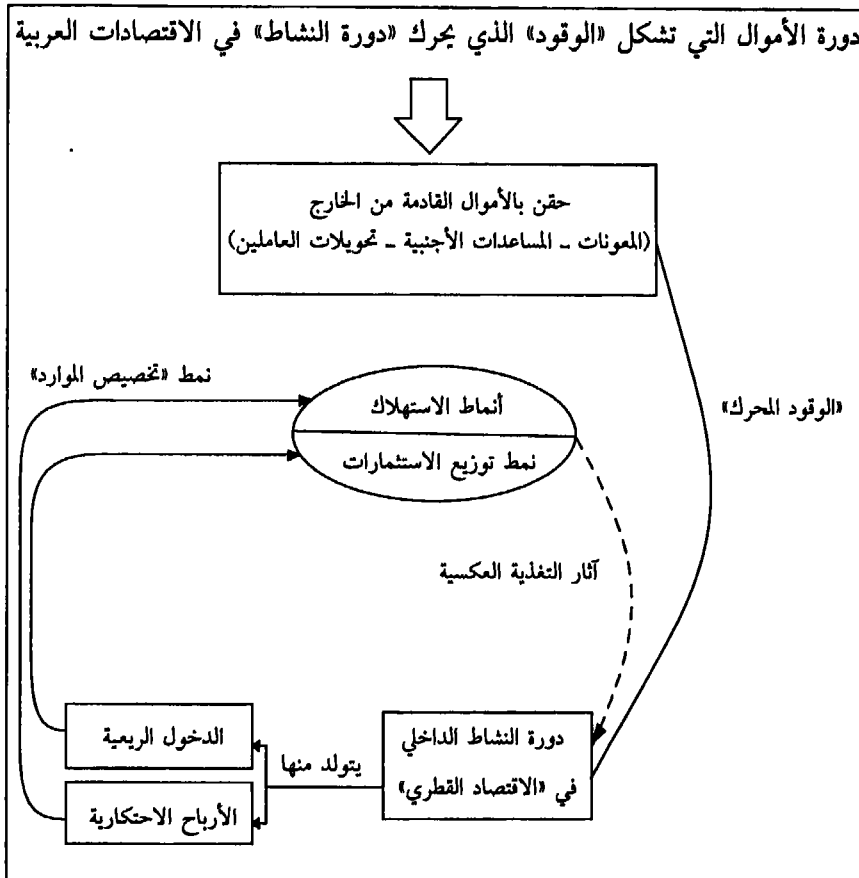 دورة الأموال التي تشكل «الوقود» الذي يحرك «دورة النشاط» في الاقتصادات العربية
حقن بالأموال القادمة من الخارج
(المعونات - المساعدات الأجنبية - تحويلات العاملين)
نمط «تخصيص الموارد»
أنماط الاستهلاك
«الوقود المحرك»
نمط توزيع الاستثمارات
آثار التغذية العكسية
دورة النشاط الداخلي
في «الاقتصاد القطري»
يتولد منها
الدخول الريعية
الأرباح الاحتكارية